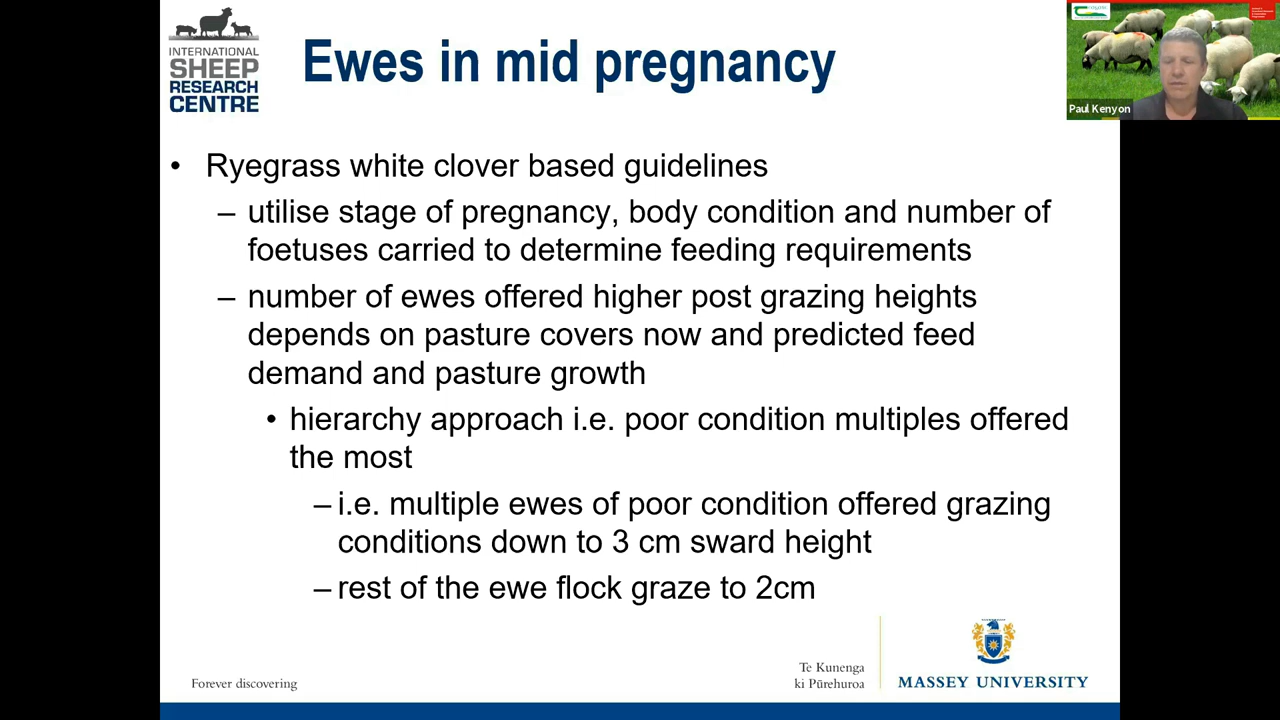 INTERNATIONAL
SHEEP
RESEARCH
CENTRE
Ewes in mid pregnancy
Paul Kenyon
• Ryegrass white clover based guidelines
– utilise stage of pregnancy, body condition and number of
foetuses carried to determine feeding requirements
– number of ewes offered higher post grazing heights
depends on pasture covers now and predicted feed
demand and pasture growth
• hierarchy approach i.e. poor condition multiples offered
the most
– i.e. multiple ewes of poor condition offered grazing
conditions down to 3 cm sward height
– rest of the ewe flock graze to 2cm
Forever discovering
Te Kunenga
ki Pūrehuroa
MASSEY UNIVERSITY